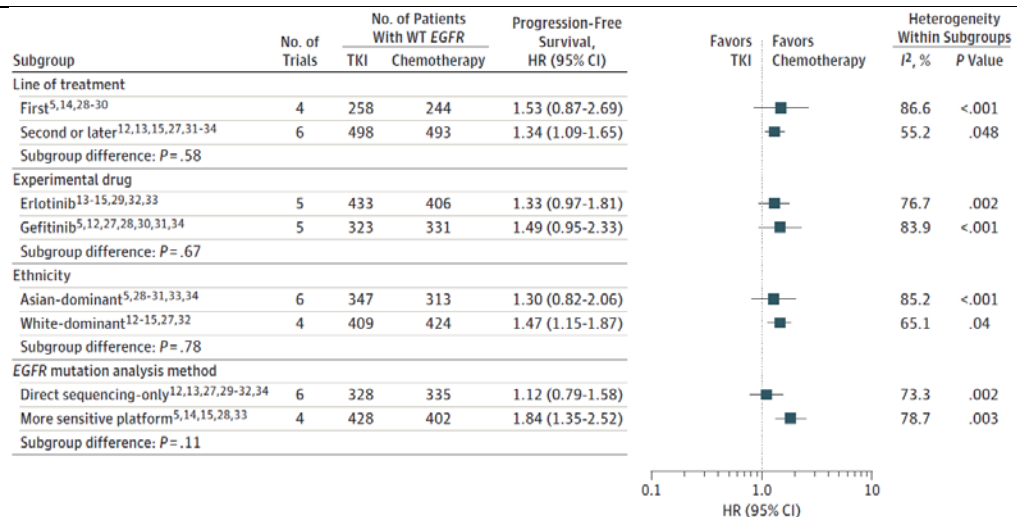 No. of Patients With WT EGFR
Progression-Free Survival, HR (95% CI)
Heterogeneity Within Subgroups
Subgroup No. of Trials TKI Chemotherapy Favors TKI Favors Chemotherapy I², % P Value
Line of treatment
First5,14,28-30 4 258 244 1.53 (0.87-2.69) 86.6 <.001
Second or later12,13,15,27,31-34 6 498 493 1.34 (1.09-1.65) 55.2 .048
Subgroup difference: P = .58
Experimental drug
Erlotinib13-15,29,32,33 5 433 406 1.33 (0.97-1.81) 76.7 .002
Gefitinib5,12,27,28,30,31,34 5 323 331 1.49 (0.95-2.33) 83.9 <.001
Subgroup difference: P = .67
Ethnicity
Asian-dominant5,28-31,33,34 6 347 313 1.30 (0.82-2.06) 85.2 <.001
White-dominant12-15,27,32 4 409 424 1.47 (1.15-1.87) 65.1 .04
Subgroup difference: P = .78
EGFR mutation analysis method
Direct sequencing-only12,13,27,29-32,34 6 328 335 1.12 (0.79-1.58) 73.3 .002
More sensitive platform5,14,15,28,33 4 428 402 1.84 (1.35-2.52) 78.7 .003
Subgroup difference: P = .11
0.1 1.0 10
HR (95% CI)